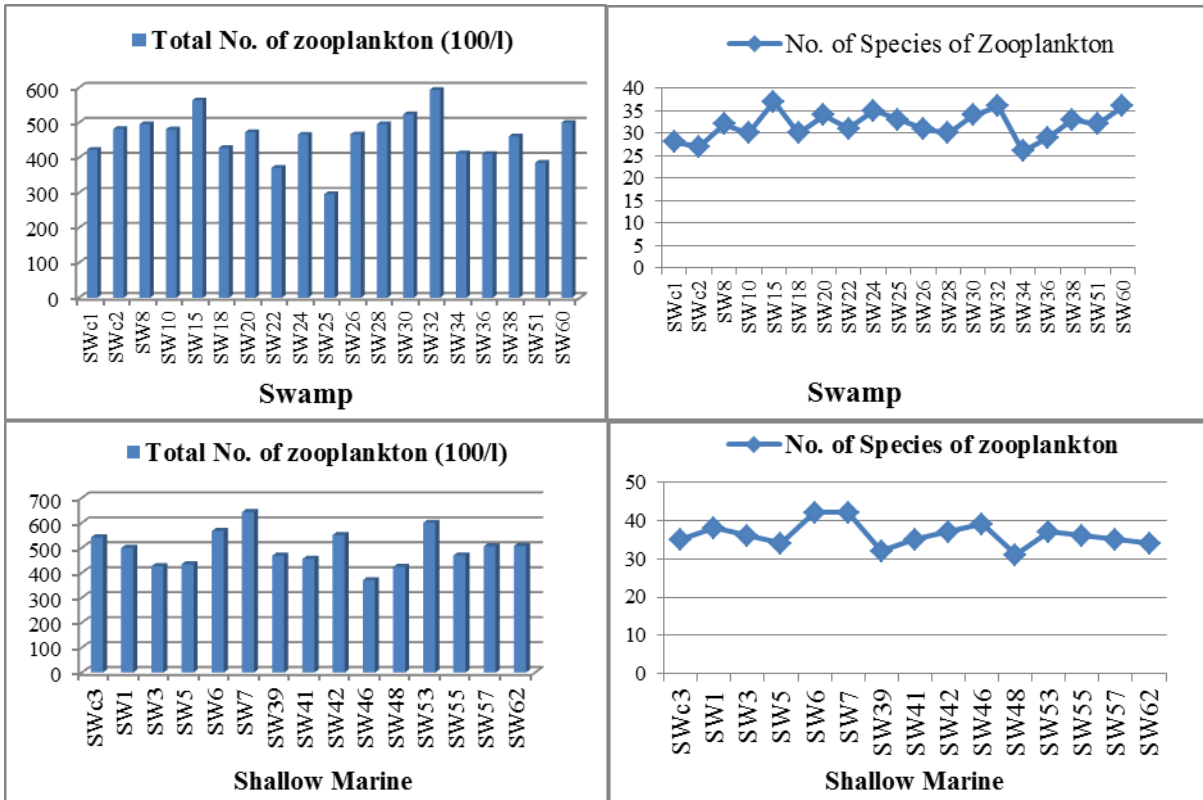 Total No. of zooplankton (100/l)
600
500
400
300
200
100
0
SWc1 SWc2 SW8 SW10 SW15 SW18 SW20 SW22 SW24 SW25 SW26 SW28 SW30 SW32 SW34 SW36 SW38 SW51 SW60
Swamp
No. of Species of Zooplankton
40
35
30
25
20
15
10
5
0
SWc1 SWc2 SW8 SW10 SW15 SW18 SW20 SW22 SW24 SW25 SW26 SW28 SW30 SW32 SW34 SW36 SW38 SW51 SW60
Swamp
Total No. of zooplankton (100/l)
700
600
500
400
300
200
100
0
SWc3 SW1 SW3 SW5 SW6 SW7 SW39 SW41 SW42 SW46 SW48 SW53 SW55 SW57 SW62
Shallow Marine
No. of Species of zooplankton
50
40
30
20
10
0
SWc3 SW1 SW3 SW5 SW6 SW7 SW39 SW41 SW42 SW46 SW48 SW53 SW55 SW57 SW62
Shallow Marine